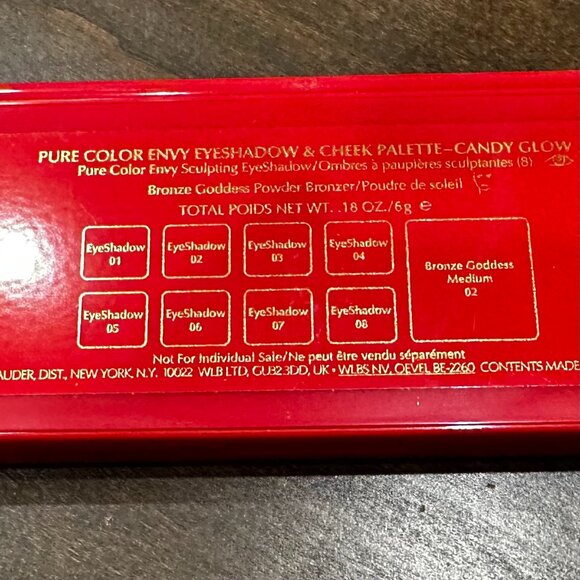 PURE COLOR ENVY EYESHADOW & CHEEK PALETTE–CANDY GLOW
Pure Color Envy Sculpting EyeShadow/Ombres à paupières sculptantes (8)
Bronze Goddess Powder Bronzer/Poudre de soleil
TOTAL POIDS NET WT. .18 OZ./6g ℮
EyeShadow 01
EyeShadow 02
EyeShadow 03
EyeShadow 04
Bronze Goddess
Medium
02
EyeShadow 05
EyeShadow 06
EyeShadow 07
EyeShadow 08
Not For Individual Sale/Ne peut être vendu séparément
AUDER, DIST., NEW YORK, N.Y. 10022 WLB LTD, GU32 3DD, UK • WLBS NV, OEVEL BE-2260 CONTENTS MADE